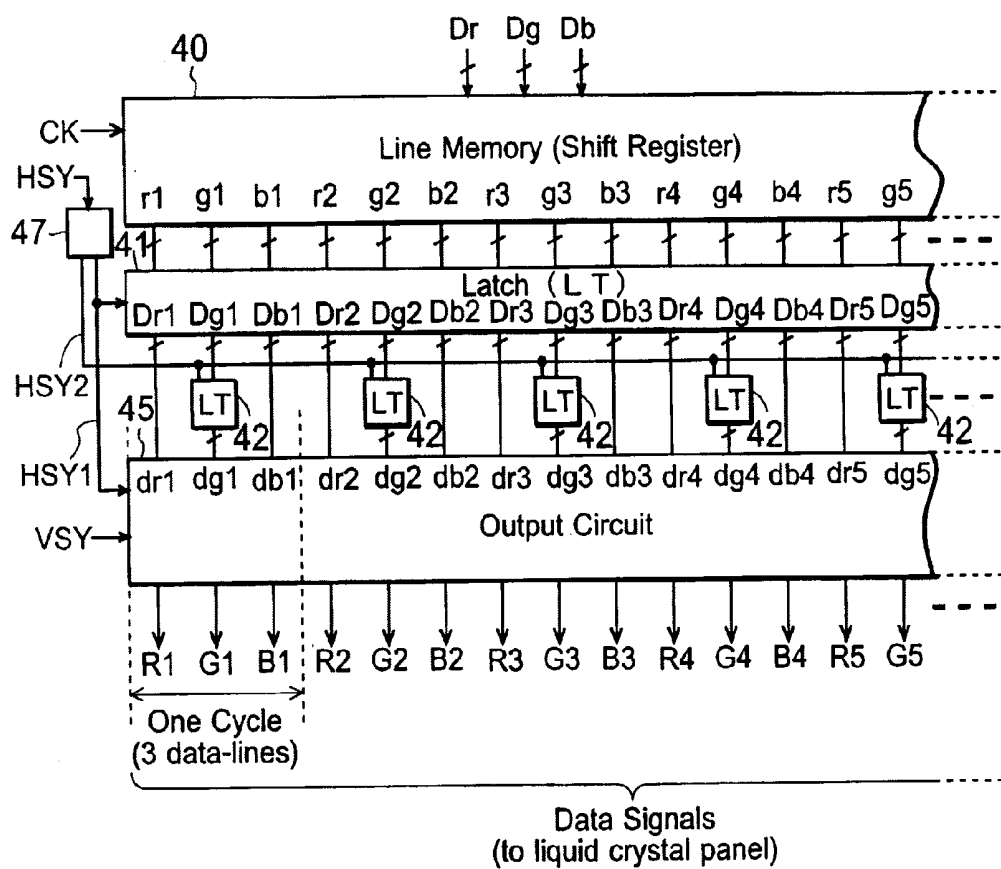 Dr Dg Db
40
CK
Line Memory (Shift Register)
HSY
r1 g1 b1 r2 g2 b2 r3 g3 b3 r4 g4 b4 r5 g5
47
41
Latch (LT)
Dr1 Dg1 Db1 Dr2 Dg2 Db2 Dr3 Dg3 Db3 Dr4 Dg4 Db4 Dr5 Dg5
HSY2
LT LT LT LT LT
45 42 42 42 42 42
HSY1
dr1 dg1 db1 dr2 dg2 db2 dr3 dg3 db3 dr4 dg4 db4 dr5 dg5
Output Circuit
VSY
R1 G1 B1 R2 G2 B2 R3 G3 B3 R4 G4 B4 R5 G5
One Cycle
(3 data-lines)
Data Signals
(to liquid crystal panel)